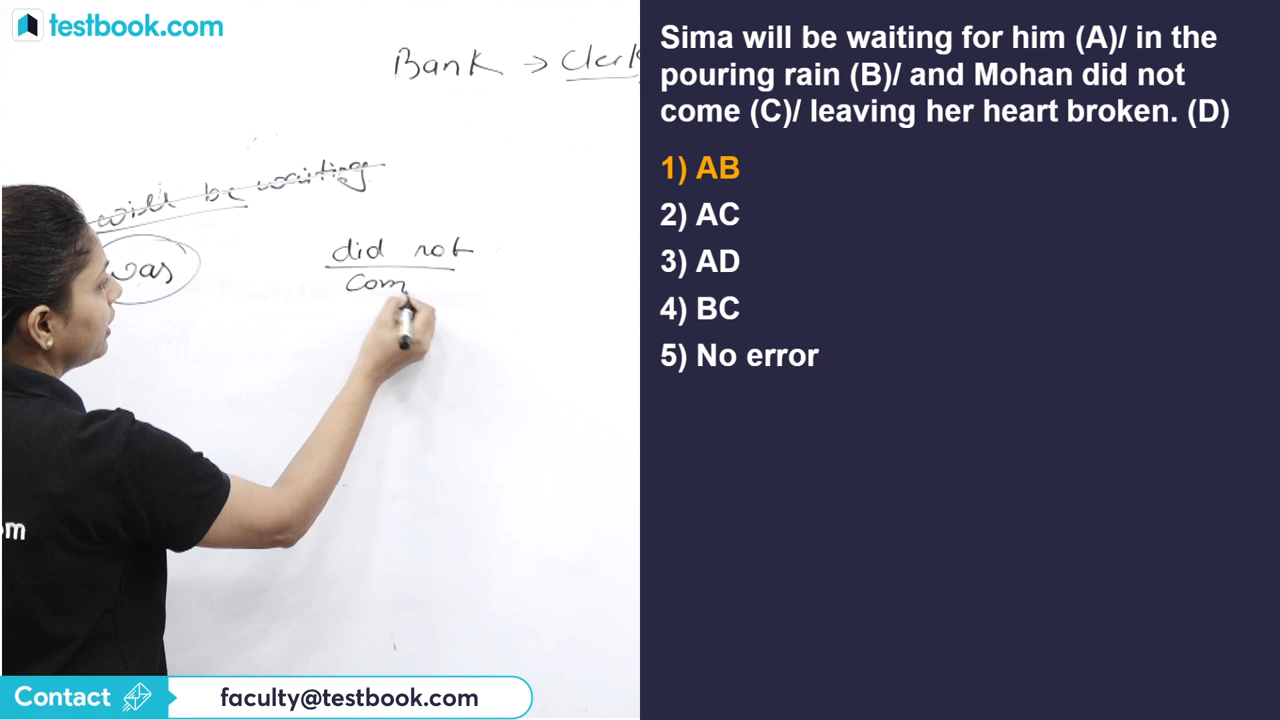 testbook.com
Bank → Clerk
will be waiting
was
did not
Com
om
Contact
faculty@testbook.com
Sima will be waiting for him (A)/ in the
pouring rain (B)/ and Mohan did not
come (C)/ leaving her heart broken. (D)
1) AB
2) AC
3) AD
4) BC
5) No error